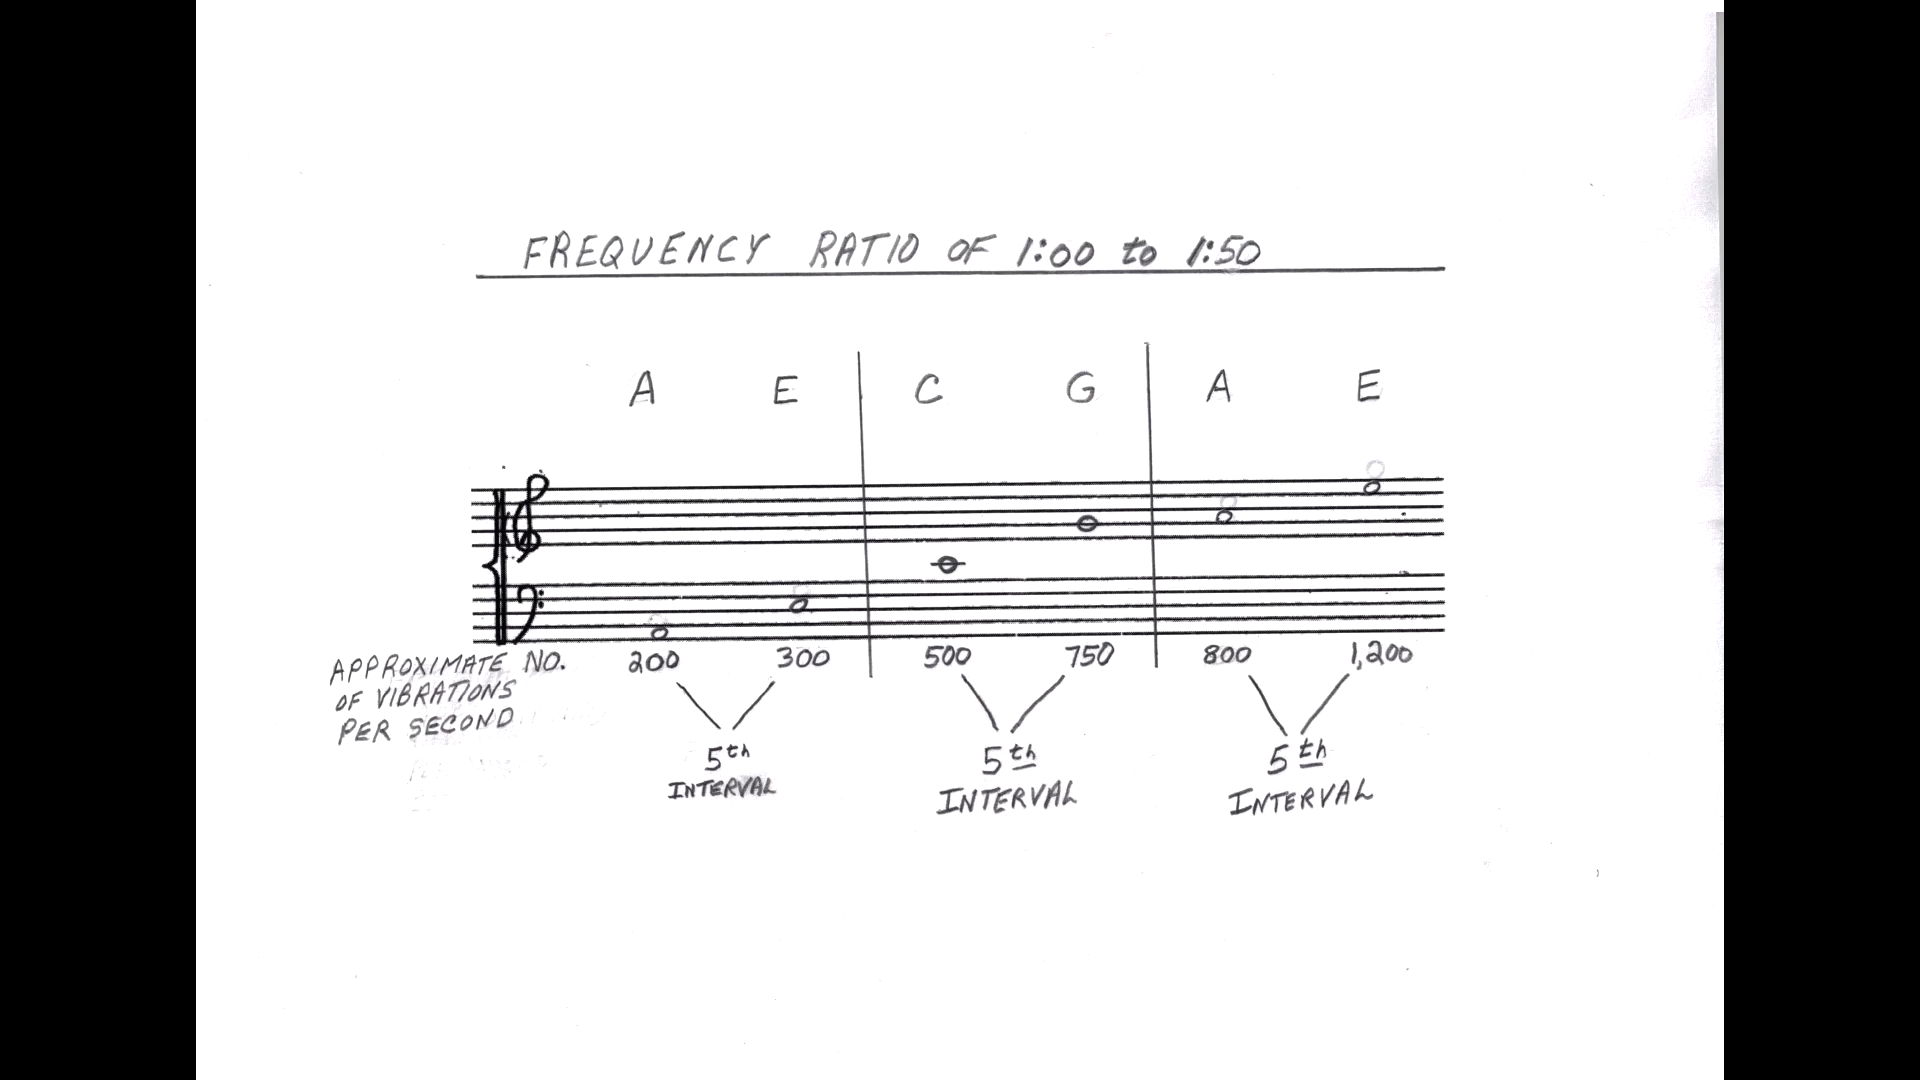 FREQUENCY RATIO OF 1:00 to 1:50
A E C G A E
APPROXIMATE NO.
OF VIBRATIONS
PER SECOND
200 300 500 750 800 1,200
5th 5th 5th
INTERVAL INTERVAL INTERVAL